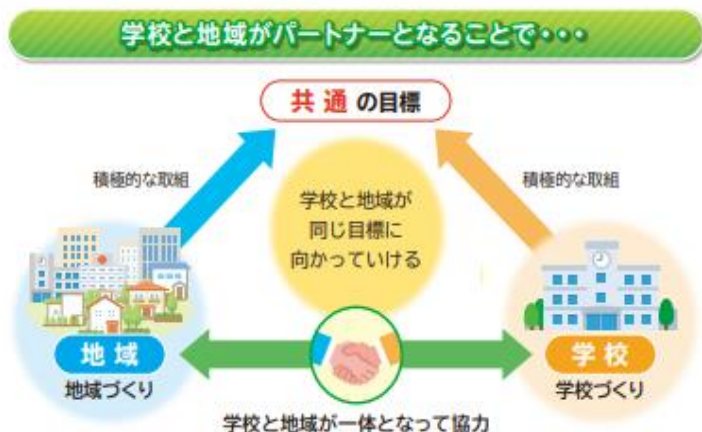 学校と地域がパートナーとなることで・・・
共通の目標
積極的な取組
積極的な取組
学校と地域が
同じ目標に
向かっていける
地域
地域づくり
学校
学校づくり
学校と地域が一体となって協力